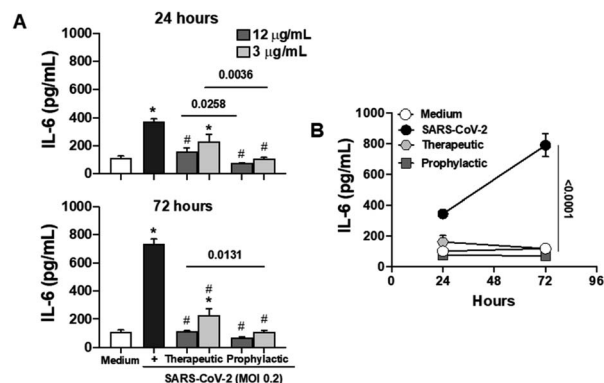 A
24 hours
12 μg/mL
3 μg/mL
IL-6 (pg/mL)
1000
800
600
400
200
0
*
#
*
#
#
0.0258
0.0036
72 hours
IL-6 (pg/mL)
1000
800
600
400
200
0
*
#
#
*
#
#
0.0131
Medium + Therapeutic Prophylactic
SARS-CoV-2 (MOI 0.2)
B
Medium
SARS-CoV-2
Therapeutic
Prophylactic
IL-6 (pg/mL)
1000
800
600
400
200
0
<0.0001
0 24 48 72 96
Hours